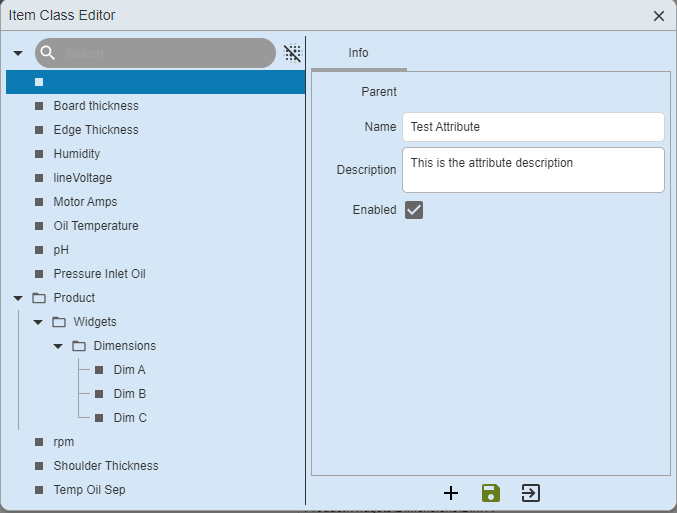 Item Class Editor
Search
Board thickness
Edge Thickness
Humidity
lineVoltage
Motor Amps
Oil Temperature
pH
Pressure Inlet Oil
Product
Widgets
Dimensions
Dim A
Dim B
Dim C
rpm
Shoulder Thickness
Temp Oil Sep
Info
Parent
Name
Test Attribute
Description
This is the attribute description
Enabled